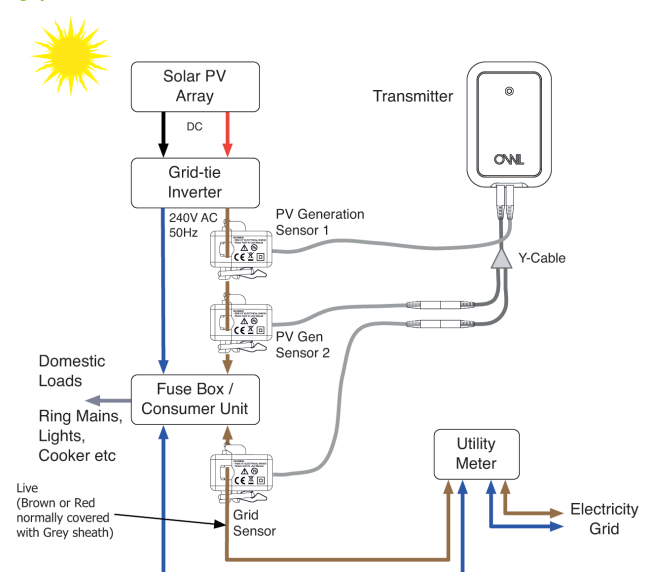 Solar PV
Array
Transmitter
DC
OWL
Grid-tie
Inverter
240V AC
50Hz
PV Generation
Sensor 1
Y-Cable
PV Gen
Sensor 2
Domestic
Loads
Fuse Box /
Consumer Unit
Ring Mains,
Lights,
Cooker etc
Utility
Meter
Live
(Brown or Red
normally covered
with Grey sheath)
Grid
Sensor
Electricity
Grid